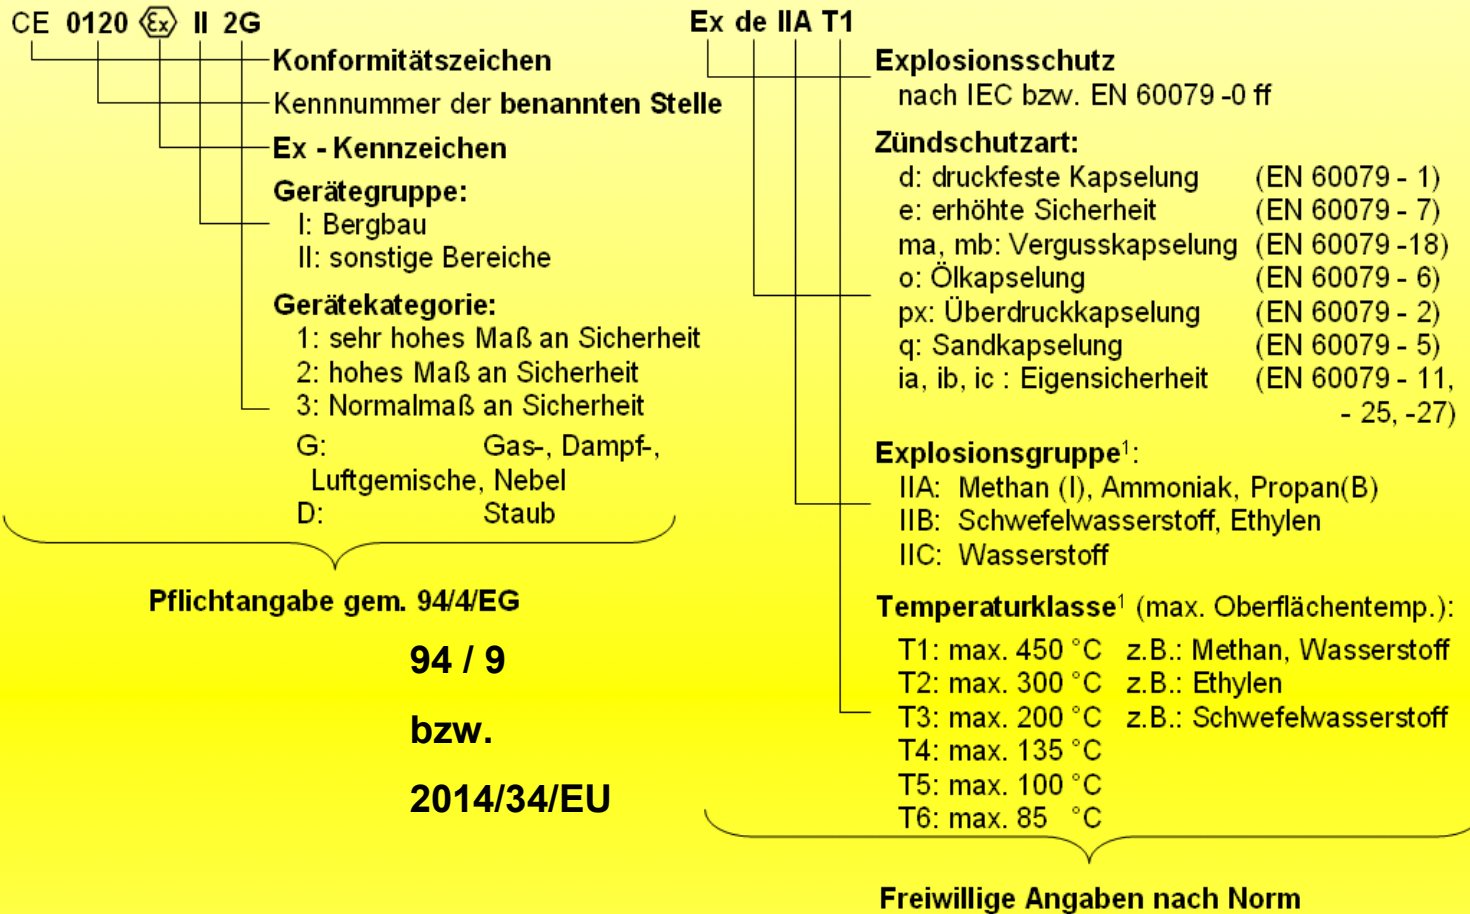 CE 0120 Ex II 2G
Konformitätszeichen
Kennnummer der benannten Stelle
Ex - Kennzeichen
Gerätegruppe:
I: Bergbau
II: sonstige Bereiche
Gerätekategorie:
1: sehr hohes Maß an Sicherheit
2: hohes Maß an Sicherheit
3: Normalmaß an Sicherheit
G: Gas-, Dampf-,
Luftgemische, Nebel
D: Staub
Pflichtangabe gem. 94/4/EG
94 / 9
bzw.
2014/34/EU
Ex de IIA T1
Explosionsschutz
nach IEC bzw. EN 60079 -0 ff
Zündschutzart:
d: druckfeste Kapselung (EN 60079 - 1)
e: erhöhte Sicherheit (EN 60079 - 7)
ma, mb: Vergusskapselung (EN 60079 -18)
o: Ölkapselung (EN 60079 - 6)
px: Überdruckkapselung (EN 60079 - 2)
q: Sandkapselung (EN 60079 - 5)
ia, ib, ic : Eigensicherheit (EN 60079 - 11,
- 25, -27)
Explosionsgruppe¹:
IIA: Methan (I), Ammoniak, Propan(B)
IIB: Schwefelwasserstoff, Ethylen
IIC: Wasserstoff
Temperaturklasse¹ (max. Oberflächentemp.):
T1: max. 450 °C z.B.: Methan, Wasserstoff
T2: max. 300 °C z.B.: Ethylen
T3: max. 200 °C z.B.: Schwefelwasserstoff
T4: max. 135 °C
T5: max. 100 °C
T6: max. 85 °C
Freiwillige Angaben nach Norm